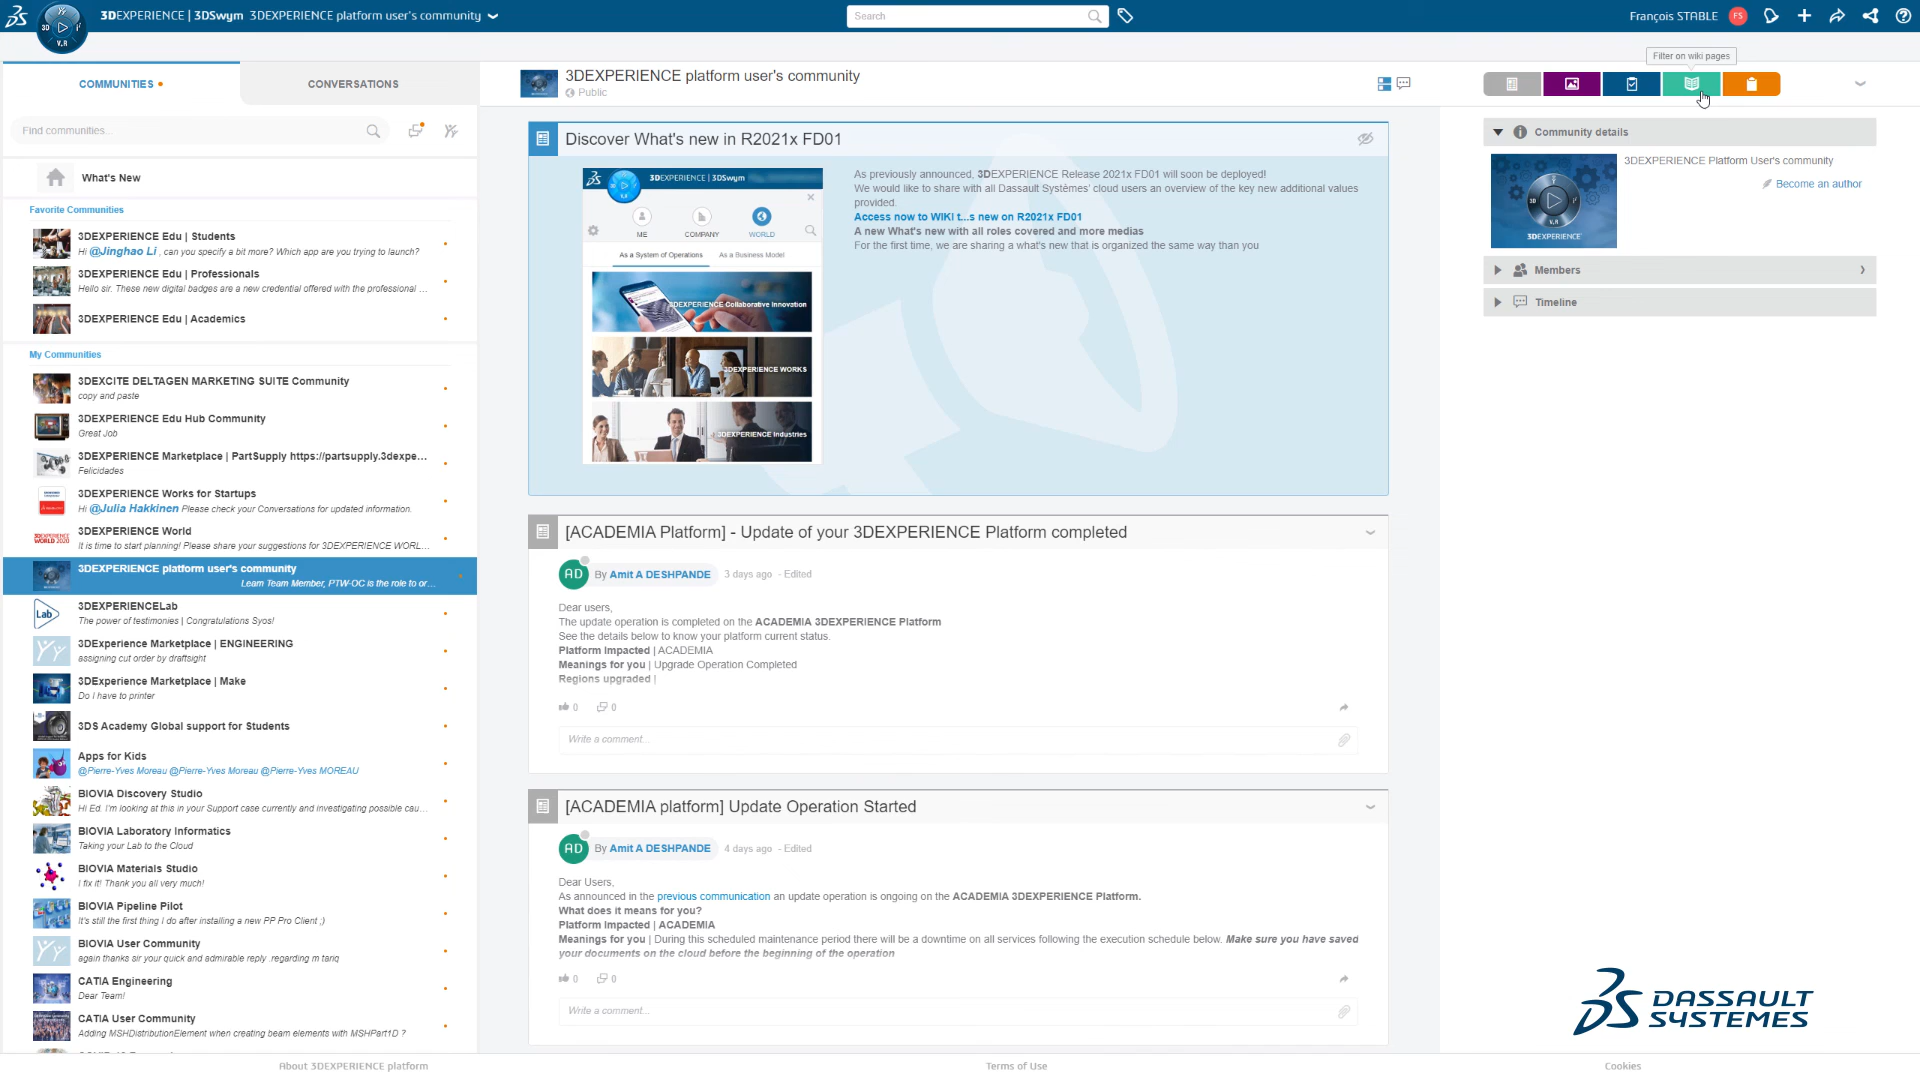 3DEXPERIENCE | 3DSwym 3DEXPERIENCE platform user's community
Search
François STABLE FS
3D V.R
Filter on wiki pages
COMMUNITIES
CONVERSATIONS
3DEXPERIENCE platform user's community
Public
Find communities...
What's New
Favorite Communities
3DEXPERIENCE Edu | Students
Hi @Jinghao Li , can you specify a bit more? Which app are you trying to launch?
3DEXPERIENCE Edu | Professionals
Hello sir. These new digital badges are a new credential offered with the professional ...
3DEXPERIENCE Edu | Academics
My Communities
3DEXCITE DELTAGEN MARKETING SUITE Community
copy and paste
3DEXPERIENCE Edu Hub Community
Great Job
3DEXPERIENCE Marketplace | PartSupply https://partsupply.3dexpe...
Felicidades
3DEXPERIENCE Works for Startups
Hi @Julia Hakkinen Please check your Conversations for updated information.
3DEXPERIENCE World
It is time to start planning! Please share your suggestions for 3DEXPERIENCE WORL...
3DEXPERIENCE platform user's community
Learn Team Member, PTW-OC is the role to or...
3DEXPERIENCELab
The power of testimonies | Congratulations Syos!
3DExperience Marketplace | ENGINEERING
assigning cut order by draftsight
3DExperience Marketplace | Make
Do I have to printer
3DS Academy Global support for Students
Apps for Kids
@Pierre-Yves Moreau @Pierre-Yves Moreau @Pierre-Yves MOREAU
BIOVIA Discovery Studio
Hi Ed. I'm looking at this in your Support case currently and investigating possible cau...
BIOVIA Laboratory Informatics
Taking your Lab to the Cloud
BIOVIA Materials Studio
I fix it! Thank you all very much!
BIOVIA Pipeline Pilot
It's still the first thing I do after installing a new PP Pro Client ;)
BIOVIA User Community
again thanks sir your quick and admirable reply .regarding m tariq
CATIA Engineering
Dear Team!
CATIA User Community
Adding MSHDistributionElement when creating beam elements with MSHPart1D ?
Discover What's new in R2021x FD01
3DEXPERIENCE | 3DSwym
ME
COMPANY
WORLD
As a System of Operations
As a Business Model
3DEXPERIENCE Collaborative Innovation
3DEXPERIENCE WORKS
3DEXPERIENCE Industries
As previously announced, 3DEXPERIENCE Release 2021x FD01 will soon be deployed!
We would like to share with all Dassault Systèmes' cloud users an overview of the key new additional values
provided.
Access now to WIKI t...s new on R2021x FD01
A new What's new with all roles covered and more medias
For the first time, we are sharing a what's new that is organized the same way than you
[ACADEMIA Platform] - Update of your 3DEXPERIENCE Platform completed
AD By Amit A DESHPANDE 3 days ago - Edited
Dear users,
The update operation is completed on the ACADEMIA 3DEXPERIENCE Platform
See the details below to know your platform current status.
Platform Impacted | ACADEMIA
Meanings for you | Upgrade Operation Completed
Regions upgraded |
0 0
Write a comment...
[ACADEMIA platform] Update Operation Started
AD By Amit A DESHPANDE 4 days ago - Edited
Dear Users,
As announced in the previous communication an update operation is ongoing on the ACADEMIA 3DEXPERIENCE Platform.
What does it means for you?
Platform Impacted | ACADEMIA
Meanings for you | During this scheduled maintenance period there will be a downtime on all services following the execution schedule below. Make sure you have saved
your documents on the cloud before the beginning of the operation
0 0
Write a comment...
Community details
3DEXPERIENCE Platform User's community
Become an author
3DEXPERIENCE
Members
Timeline
DASSAULT
SYSTEMES
About 3DEXPERIENCE platform
Terms of Use
Cookies